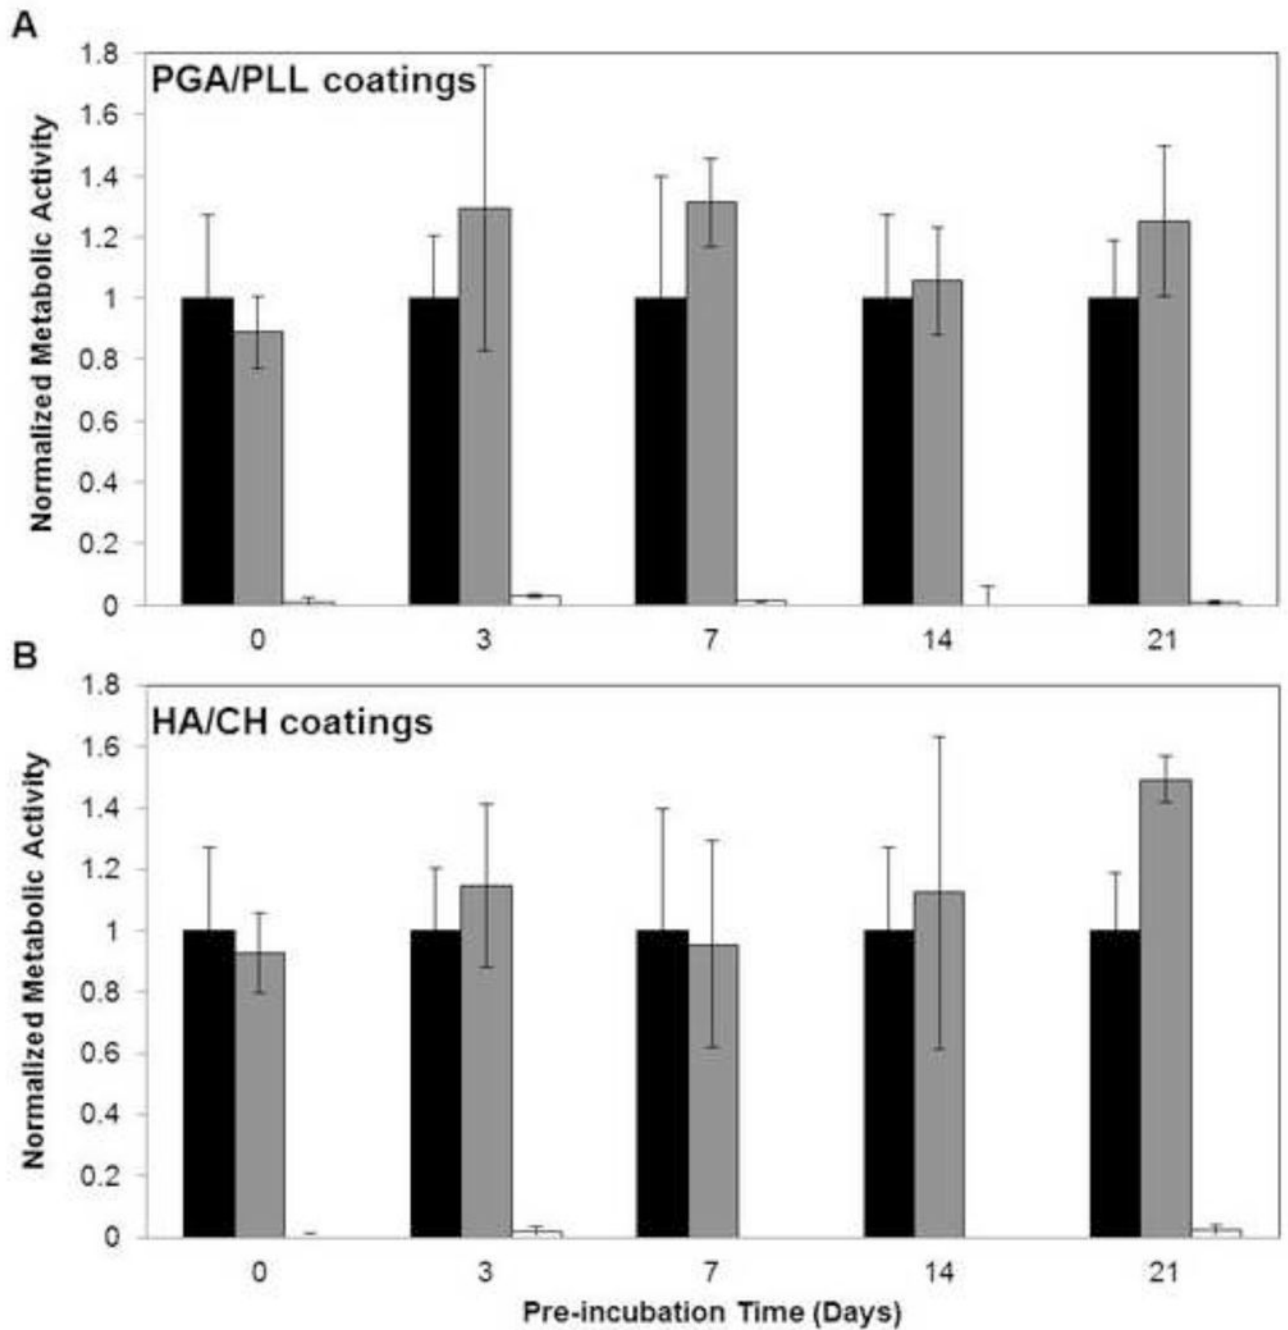 A
PGA/PLL coatings
Normalized Metabolic Activity
1.8
1.6
1.4
1.2
1
0.8
0.6
0.4
0.2
0
0 3 7 14 21
B
HA/CH coatings
Normalized Metabolic Activity
1.8
1.6
1.4
1.2
1
0.8
0.6
0.4
0.2
0
0 3 7 14 21
Pre-incubation Time (Days)